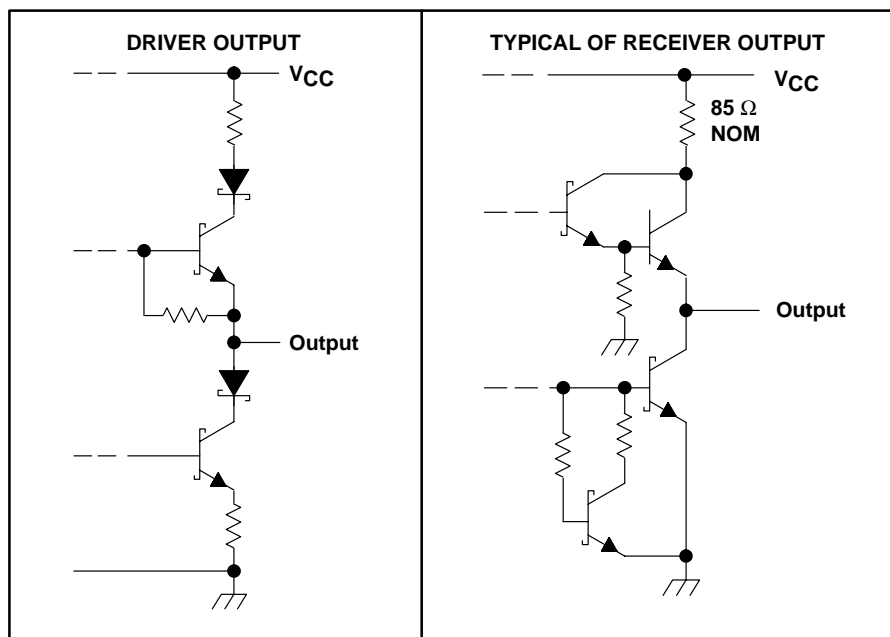 DRIVER OUTPUT
VCC
Output
TYPICAL OF RECEIVER OUTPUT
VCC
85 Ω
NOM
Output